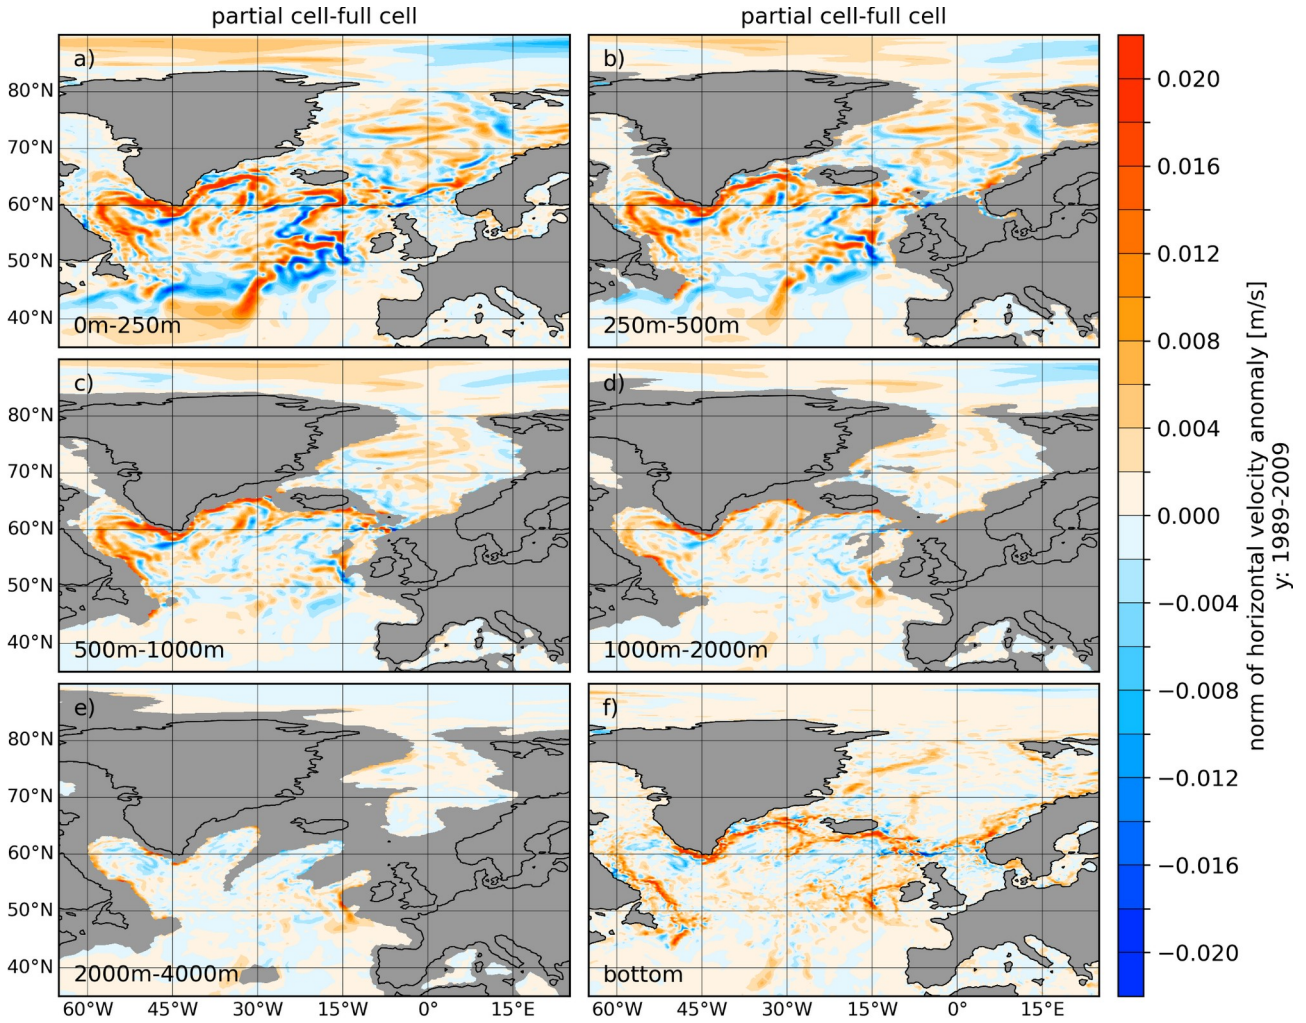 partial cell-full cell
partial cell-full cell
a)
80°N
70°N
60°N
50°N
40°N
0m-250m
b)
250m-500m
c)
80°N
70°N
60°N
50°N
40°N
500m-1000m
d)
1000m-2000m
e)
80°N
70°N
60°N
50°N
40°N
2000m-4000m
60°W 45°W 30°W 15°W 0° 15°E
f)
bottom
60°W 45°W 30°W 15°W 0° 15°E
0.020
0.016
0.012
0.008
0.004
0.000
−0.004
−0.008
−0.012
−0.016
−0.020
norm of horizontal velocity anomaly [m/s]
y: 1989-2009